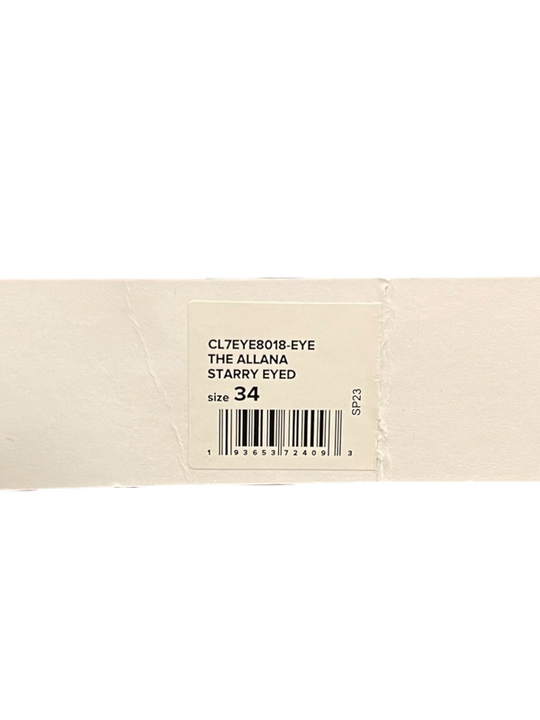 CL7EYE8018-EYE
THE ALLANA
STARRY EYED
size 34
SP23
1 93653 72409 3